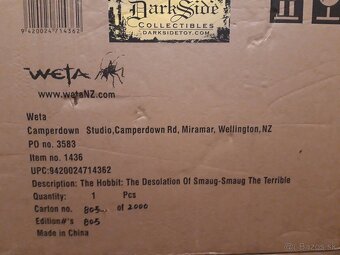 9420024714362
DarkSide
COLLECTIBLES
DARKSIDETOY.COM
WETA
www.wetaNZ.com
Weta
Camperdown Studio,Camperdown Rd, Miramar, Wellington,NZ
PO no. 3583
Item no. 1436
UPC:9420024714362
Description: The Hobbit: The Desolation Of Smaug-Smaug The Terrible
Quantity: 1 Pcs
Carton no. 805 of 2000
Edition#'s 805
Made in China